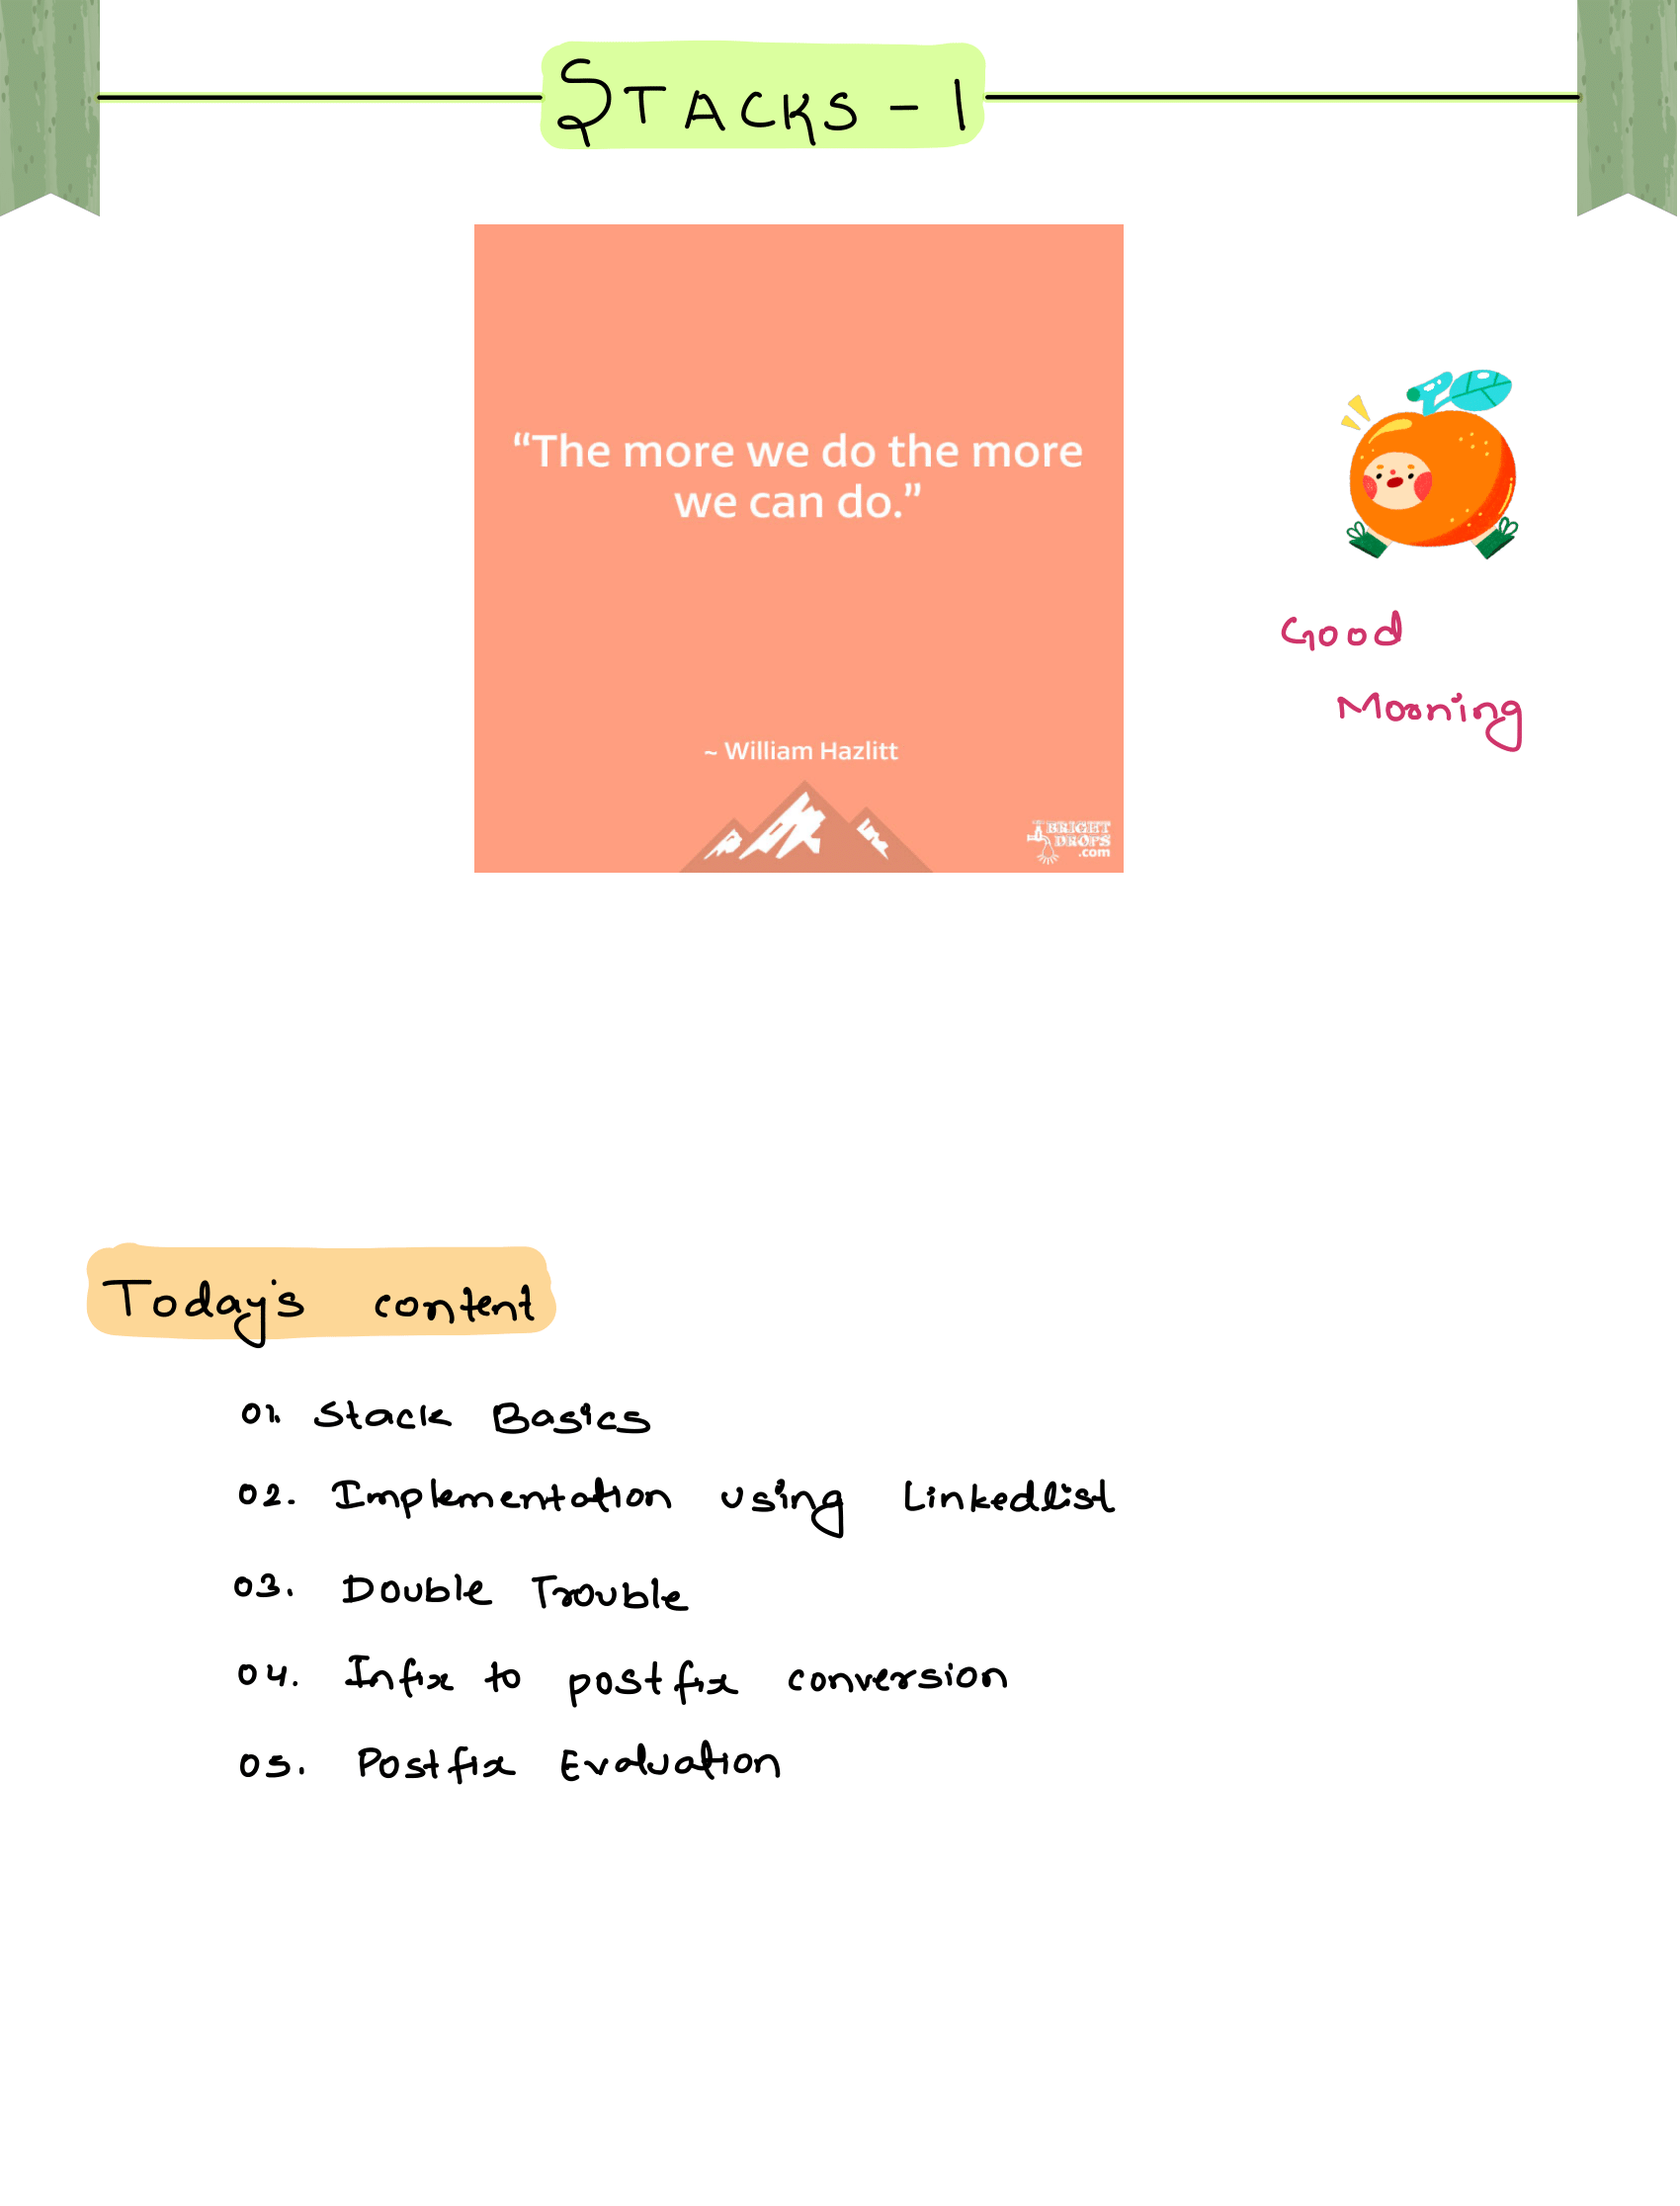 STACKS - 1
“The more we do the more
we can do.”
~ William Hazlitt
BRIGHT
DROPS
.com
Good
Morning
Today's content
01. Stack Basics
02. Implementation using Linkedlist
03. Double Trouble
04. Infix to postfix conversion
05. Postfix Evaluation